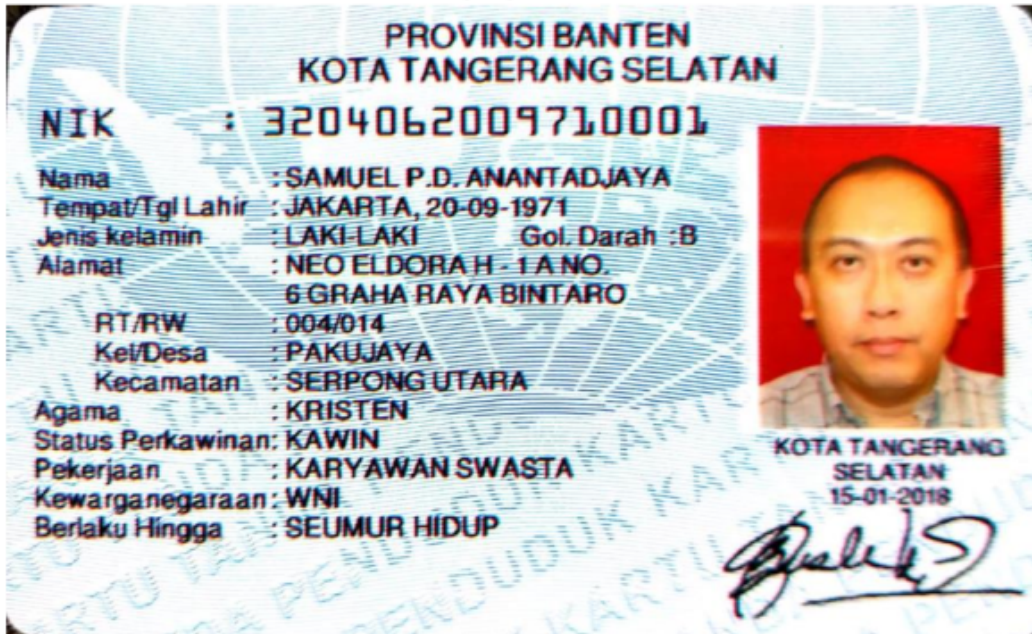 PROVINSI BANTEN
KOTA TANGERANG SELATAN
NIK : 3204062009710001
Nama : SAMUEL P.D. ANANTADJAYA
Tempat/Tgl Lahir : JAKARTA, 20-09-1971
Jenis kelamin : LAKI-LAKI Gol. Darah : B
Alamat : NEO ELDORA H - 1 A NO.
6 GRAHA RAYA BINTARO
RT/RW : 004/014
Kel/Desa : PAKUJAYA
Kecamatan : SERPONG UTARA
Agama : KRISTEN
Status Perkawinan: KAWIN
Pekerjaan : KARYAWAN SWASTA
Kewarganegaraan: WNI
Berlaku Hingga : SEUMUR HIDUP
KOTA TANGERANG
SELATAN
15-01-2018